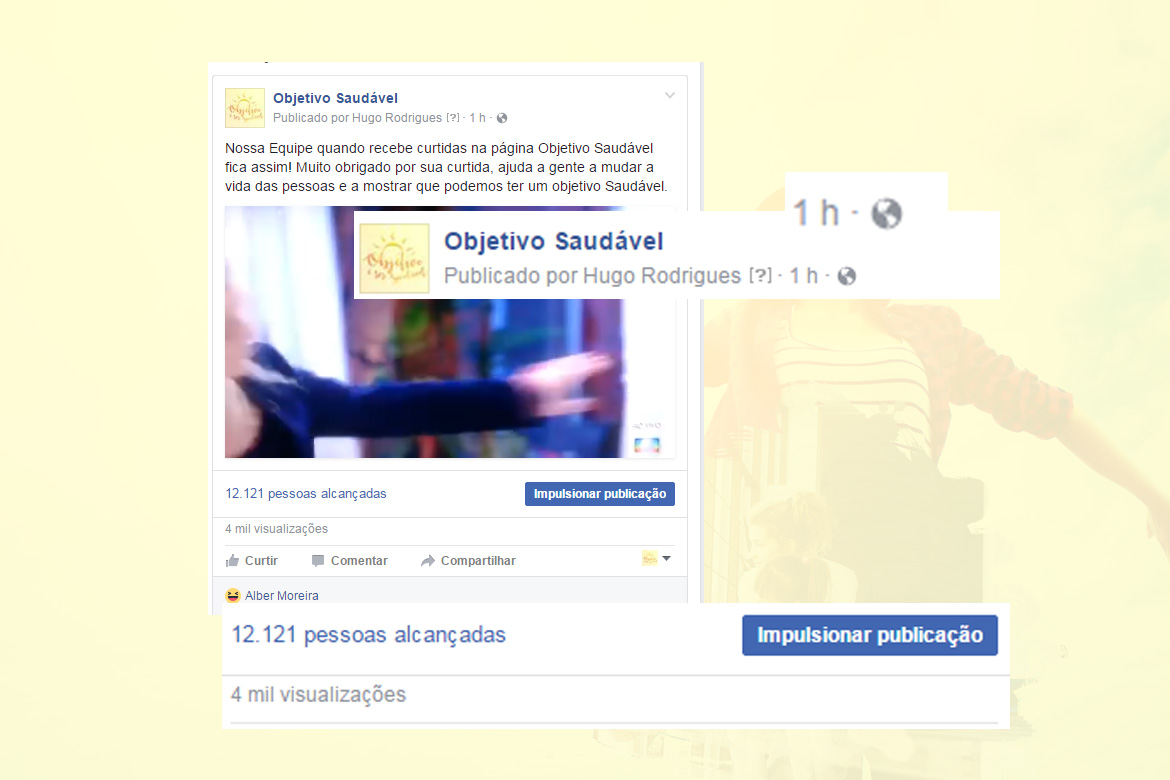 Objetivo Saudável
Publicado por Hugo Rodrigues [?] · 1 h ·
Nossa Equipe quando recebe curtidas na página Objetivo Saudável
fica assim! Muito obrigado por sua curtida, ajuda a gente a mudar a
vida das pessoas e a mostrar que podemos ter um objetivo Saudável.
1 h ·
Objetivo Saudável
Publicado por Hugo Rodrigues [?] · 1 h ·
12.121 pessoas alcançadas
Impulsionar publicação
4 mil visualizações
Curtir
Comentar
Compartilhar
Alber Moreira
12.121 pessoas alcançadas
Impulsionar publicação
4 mil visualizações